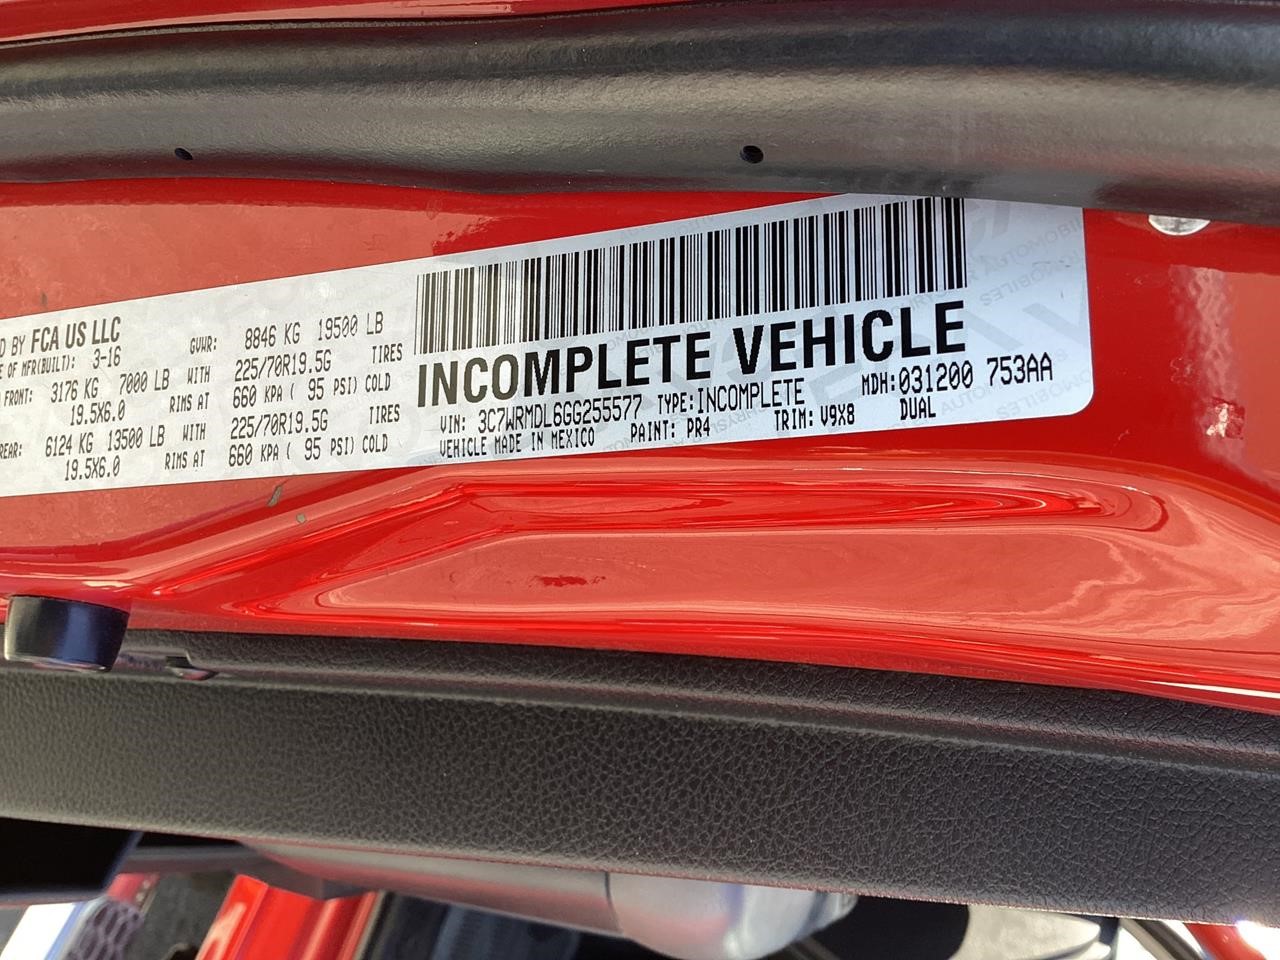 D BY FCA US LLC
E OF MFR(BUILT): 3-16 GVWR: 8846 KG 19500 LB
FRONT: 3176 KG 7000 LB WITH 225/70R19.5G TIRES
19.5X6.0 RIMS AT 660 KPA ( 95 PSI) COLD
REAR: 6124 KG 13500 LB WITH 225/70R19.5G TIRES
19.5X6.0 RIMS AT 660 KPA ( 95 PSI) COLD
INCOMPLETE VEHICLE
VIN: 3C7WRMDL6GG255577 TYPE:INCOMPLETE MDH:031200 753AA
VEHICLE MADE IN MEXICO PAINT: PR4 TRIM: V9X8 DUAL